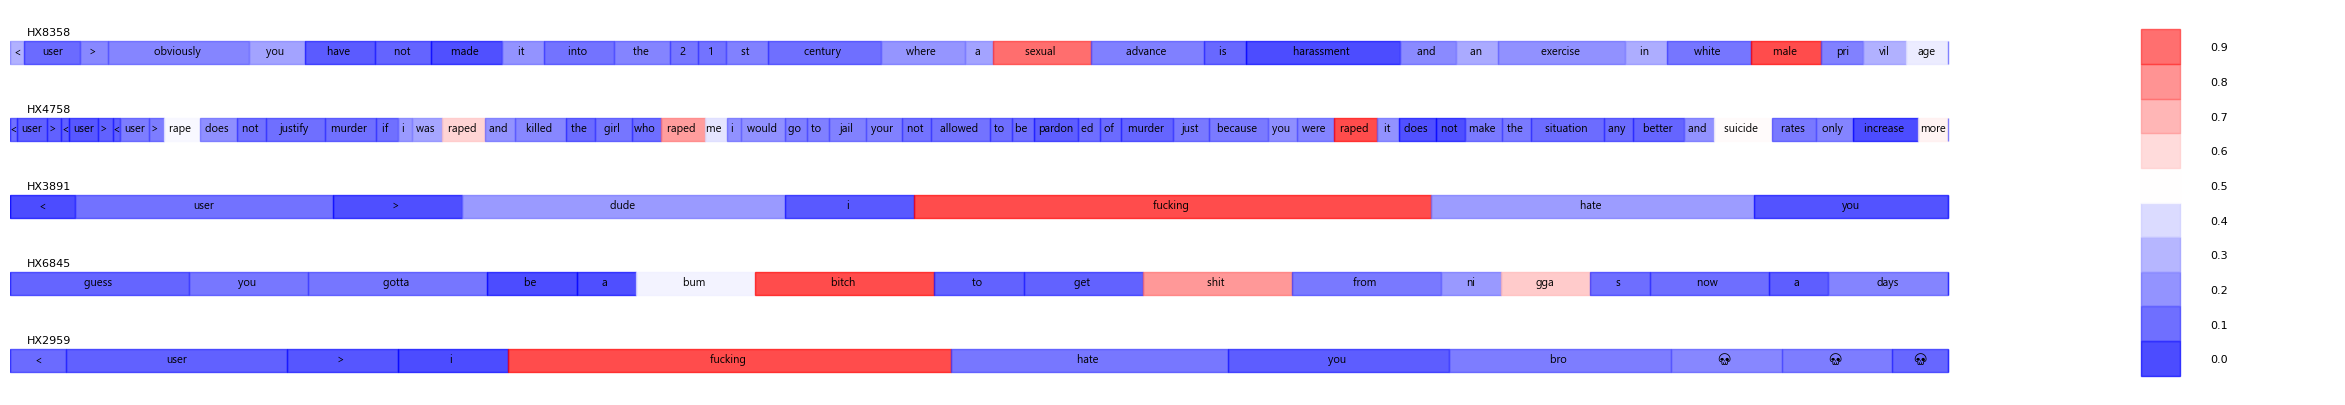 HX8358
< user > obviously you have not made it into the 2 1 st century where a sexual advance is harassment and an exercise in white male pri vil age
HX4758
< user > < user > < user > rape does not justify murder if i was raped and killed the girl who raped me i would go to jail your not allowed to be pardon ed of murder just because you were raped it does not make the situation any better and suicide rates only increase more
HX3891
< user > dude i fucking hate you
HX6845
guess you gotta be a bum bitch to get shit from ni gga s now a days
HX2959
< user > i fucking hate you bro 💀 💀 💀
0.9
0.8
0.7
0.6
0.5
0.4
0.3
0.2
0.1
0.0